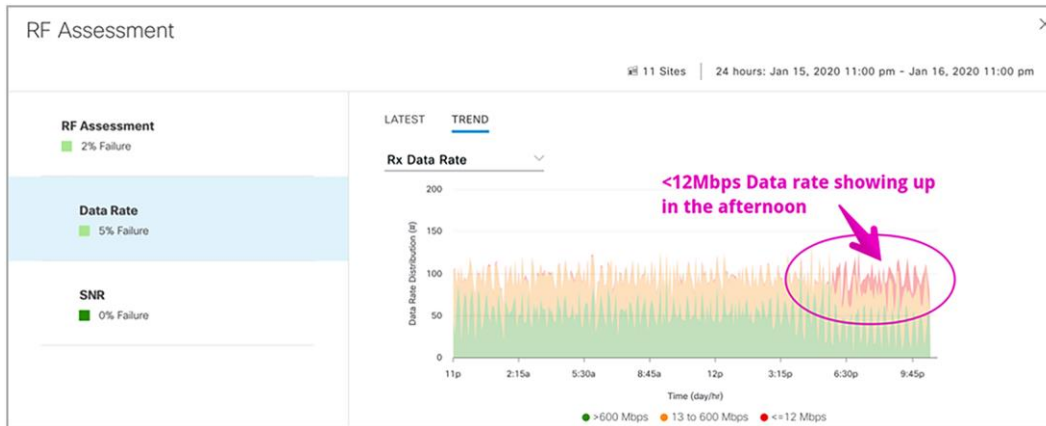 RF Assessment
11 Sites
24 hours: Jan 15, 2020 11:00 pm - Jan 16, 2020 11:00 pm
RF Assessment
2% Failure
Data Rate
5% Failure
SNR
0% Failure
LATEST
TREND
Rx Data Rate
<12Mbps Data rate showing up
in the afternoon
Data Rate Distribution (#)
200
150
100
50
0
11p
2:15a
5:30a
8:45a
12p
3:15p
6:30p
9:45p
Time (day/hr)
>600 Mbps
13 to 600 Mbps
<=12 Mbps